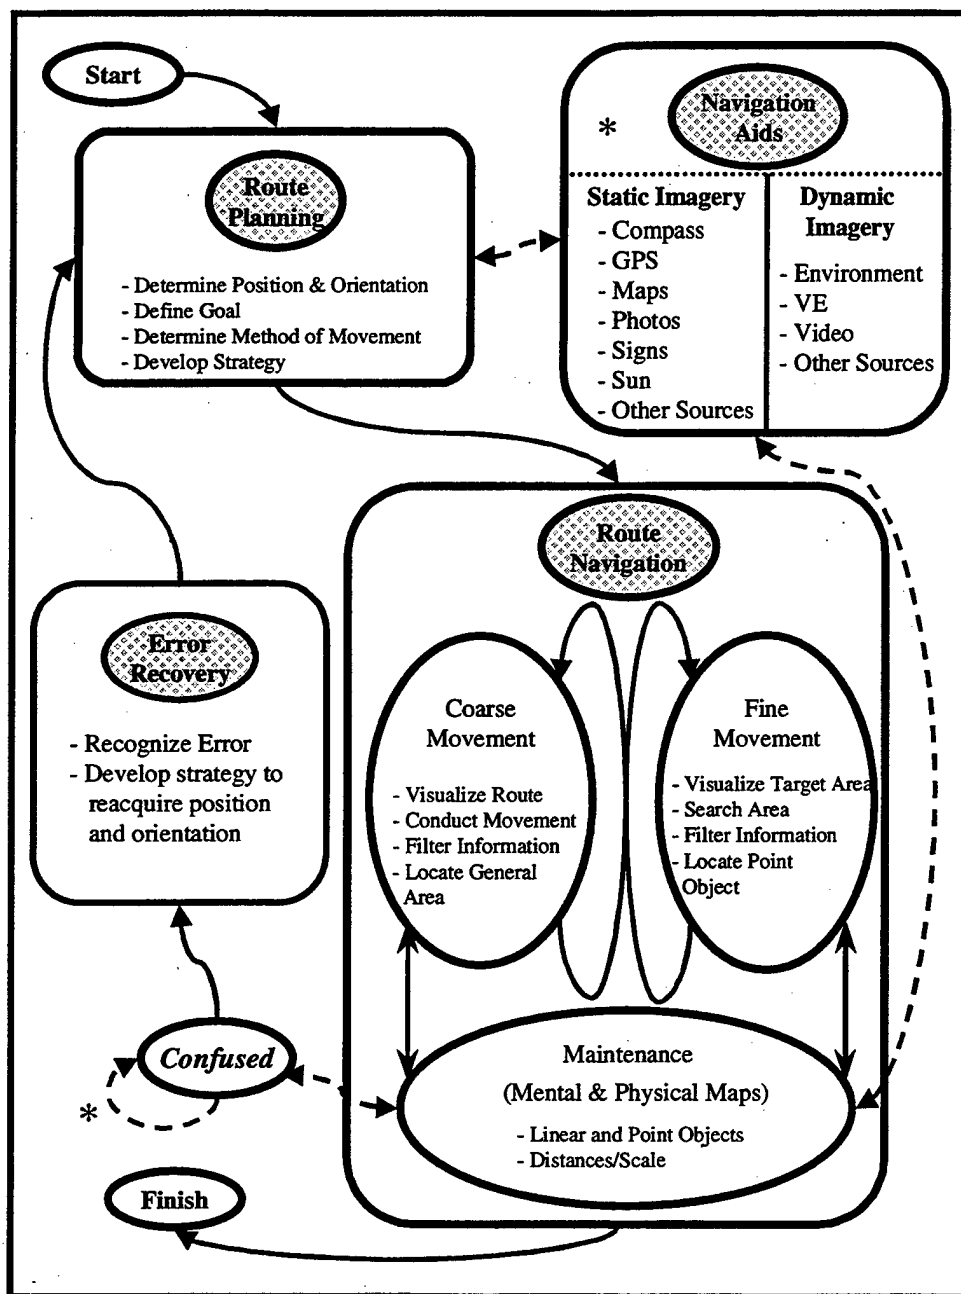 Start
Route
Planning
- Determine Position & Orientation
- Define Goal
- Determine Method of Movement
- Develop Strategy
*
Navigation
Aids
Static Imagery
- Compass
- GPS
- Maps
- Photos
- Signs
- Sun
- Other Sources
Dynamic
Imagery
- Environment
- VE
- Video
- Other Sources
Route
Navigation
Coarse
Movement
- Visualize Route
- Conduct Movement
- Filter Information
- Locate General
Area
Fine
Movement
- Visualize Target Area
- Search Area
- Filter Information
- Locate Point
Object
Maintenance
(Mental & Physical Maps)
- Linear and Point Objects
- Distances/Scale
Error
Recovery
- Recognize Error
- Develop strategy to
reacquire position
and orientation
Confused
*
Finish